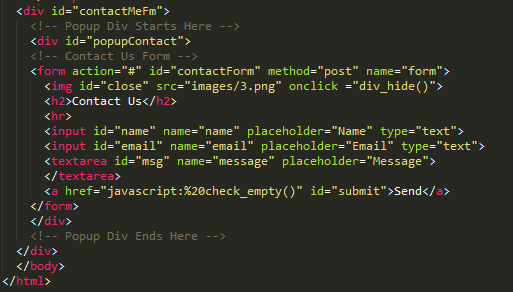 <div id="contactMeFm">
<!-- Popup Div Starts Here -->
<div id="popupContact">
<!-- Contact Us Form -->
<form action="#" id="contactForm" method="post" name="form">
<img id="close" src="images/3.png" onclick ="div_hide()">
<h2>Contact Us</h2>
<hr>
<input id="name" name="name" placeholder="Name" type="text">
<input id="email" name="email" placeholder="Email" type="text">
<textarea id="msg" name="message" placeholder="Message">
</textarea>
<a href="javascript:%20check_empty()" id="submit">Send</a>
</form>
</div>
<!-- Popup Div Ends Here -->
</div>
</body>
</html>